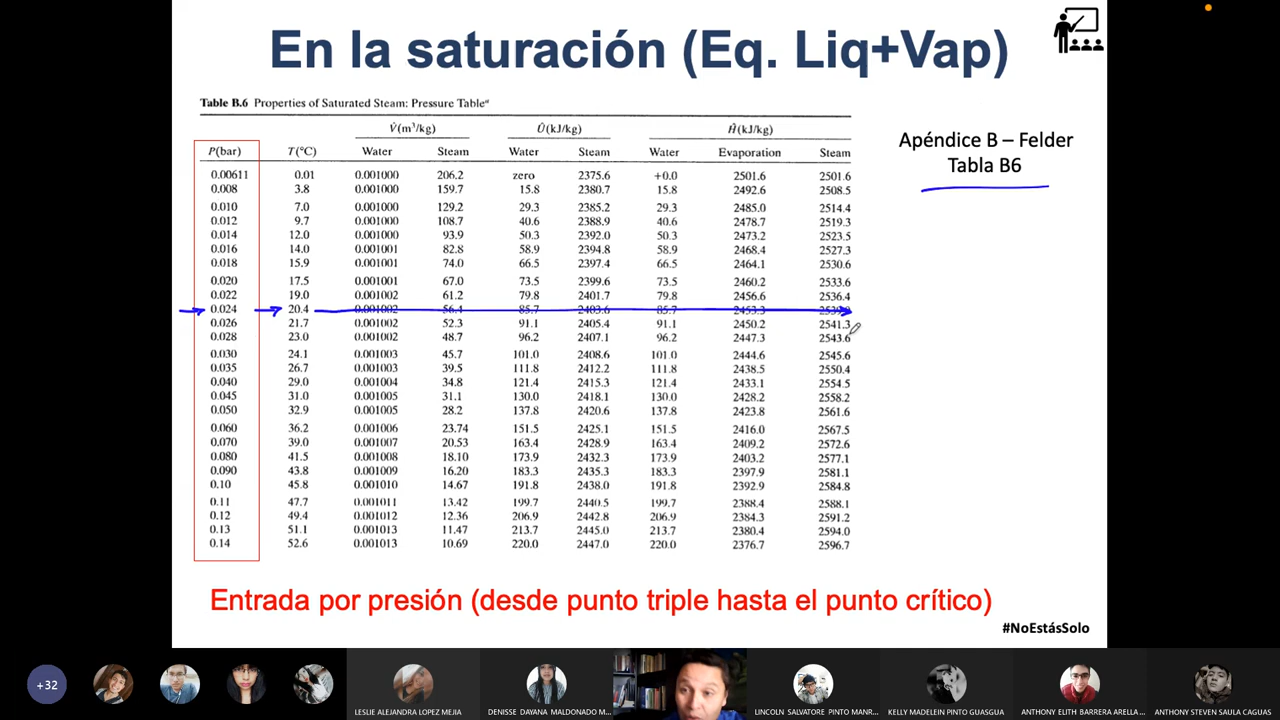 En la saturación (Eq. Liq+Vap)
Table B.6 Properties of Saturated Steam: Pressure Tableª
V̂(m³/kg) Û(kJ/kg) Ĥ(kJ/kg)
P(bar) T(°C) Water Steam Water Steam Water Evaporation Steam
0.00611 0.01 0.001000 206.2 zero 2375.6 +0.0 2501.6 2501.6
0.008 3.8 0.001000 159.7 15.8 2380.7 15.8 2492.6 2508.5
0.010 7.0 0.001000 129.2 29.3 2385.2 29.3 2485.0 2514.4
0.012 9.7 0.001000 108.7 40.6 2388.9 40.6 2478.7 2519.3
0.014 12.0 0.001000 93.9 50.3 2392.0 50.3 2473.2 2523.5
0.016 14.0 0.001001 82.8 58.9 2394.8 58.9 2468.4 2527.3
0.018 15.9 0.001001 74.0 66.5 2397.4 66.5 2464.1 2530.6
0.020 17.5 0.001001 67.0 73.5 2399.6 73.5 2460.2 2533.6
0.022 19.0 0.001002 61.2 79.8 2401.7 79.8 2456.6 2536.4
0.024 20.4 0.001002 56.4 85.7 2403.6 85.7 2453.3
0.026 21.7 0.001002 52.3 91.1 2405.4 91.1 2450.2 2541.3
0.028 23.0 0.001002 48.7 96.2 2407.1 96.2 2447.3 2543.6
0.030 24.1 0.001003 45.7 101.0 2408.6 101.0 2444.6 2545.6
0.035 26.7 0.001003 39.5 111.8 2412.2 111.8 2438.5 2550.4
0.040 29.0 0.001004 34.8 121.4 2415.3 121.4 2433.1 2554.5
0.045 31.0 0.001005 31.1 130.0 2418.1 130.0 2428.2 2558.2
0.050 32.9 0.001005 28.2 137.8 2420.6 137.8 2423.8 2561.6
0.060 36.2 0.001006 23.74 151.5 2425.1 151.5 2416.0 2567.5
0.070 39.0 0.001007 20.53 163.4 2428.9 163.4 2409.2 2572.6
0.080 41.5 0.001008 18.10 173.9 2432.3 173.9 2403.2 2577.1
0.090 43.8 0.001009 16.20 183.3 2435.3 183.3 2397.9 2581.1
0.10 45.8 0.001010 14.67 191.8 2438.0 191.8 2392.9 2584.8
0.11 47.7 0.001011 13.42 199.7 2440.5 199.7 2388.4 2588.1
0.12 49.4 0.001012 12.36 206.9 2442.8 206.9 2384.3 2591.2
0.13 51.1 0.001013 11.47 213.7 2445.0 213.7 2380.4 2594.0
0.14 52.6 0.001013 10.69 220.0 2447.0 220.0 2376.7 2596.7
Apéndice B – Felder
Tabla B6
Entrada por presión (desde punto triple hasta el punto crítico)
#NoEstásSolo
+32
LESLIE ALEJANDRA LOPEZ MEJIA
DENISSE DAYANA MALDONADO M...
LINCOLN SALVATORE PINTO MANR...
KELLY MADELEIN PINTO GUASGUA
ANTHONY ELITH BARRERA ARELLA ...
ANTHONY STEVEN SAULA CAGUAS